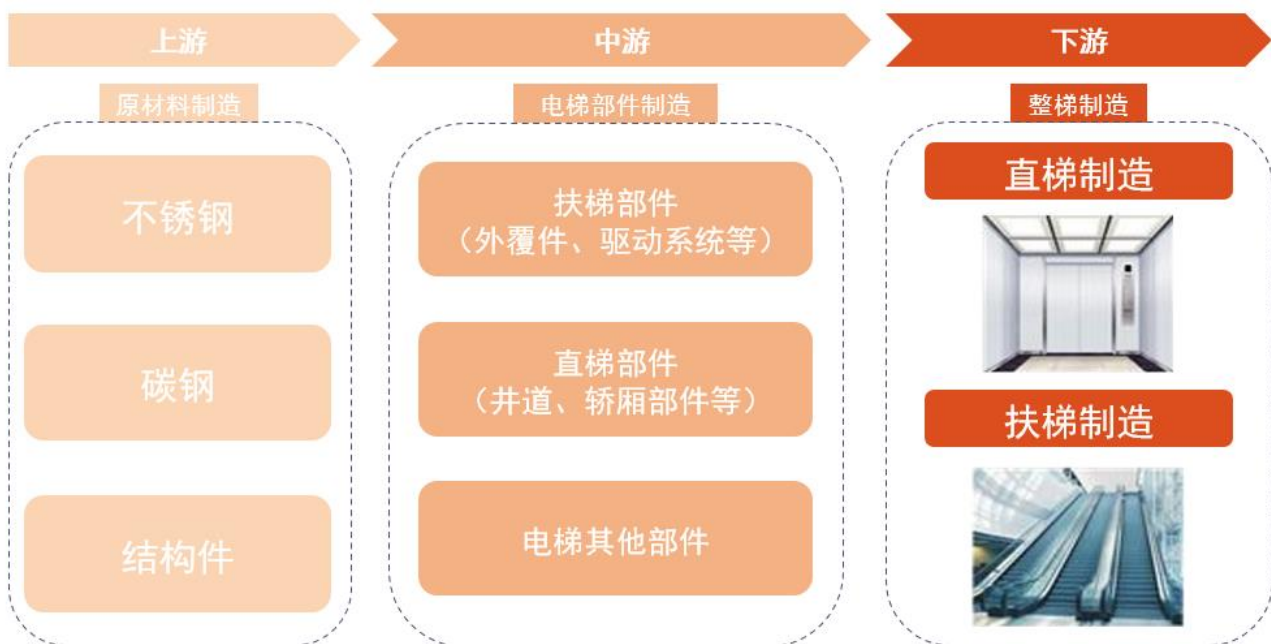 上游
中游
下游
原材料制造
电梯部件制造
整梯制造
不锈钢
碳钢
结构件
扶梯部件
（外覆件、驱动系统等）
直梯部件
（井道、轿厢部件等）
电梯其他部件
直梯制造
扶梯制造